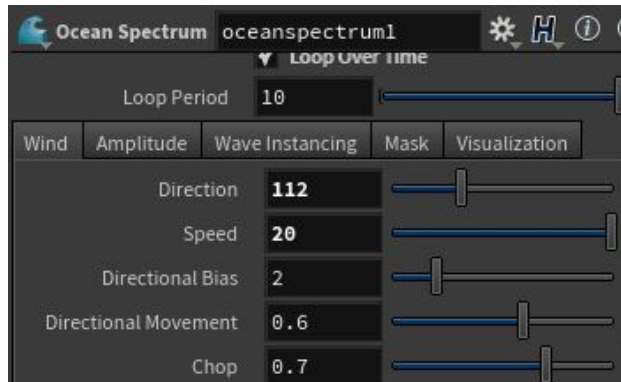 Ocean Spectrum oceanspectrum1
Loop Over Time
Loop Period 10
Wind Amplitude Wave Instancing Mask Visualization
Direction 112
Speed 20
Directional Bias 2
Directional Movement 0.6
Chop 0.7